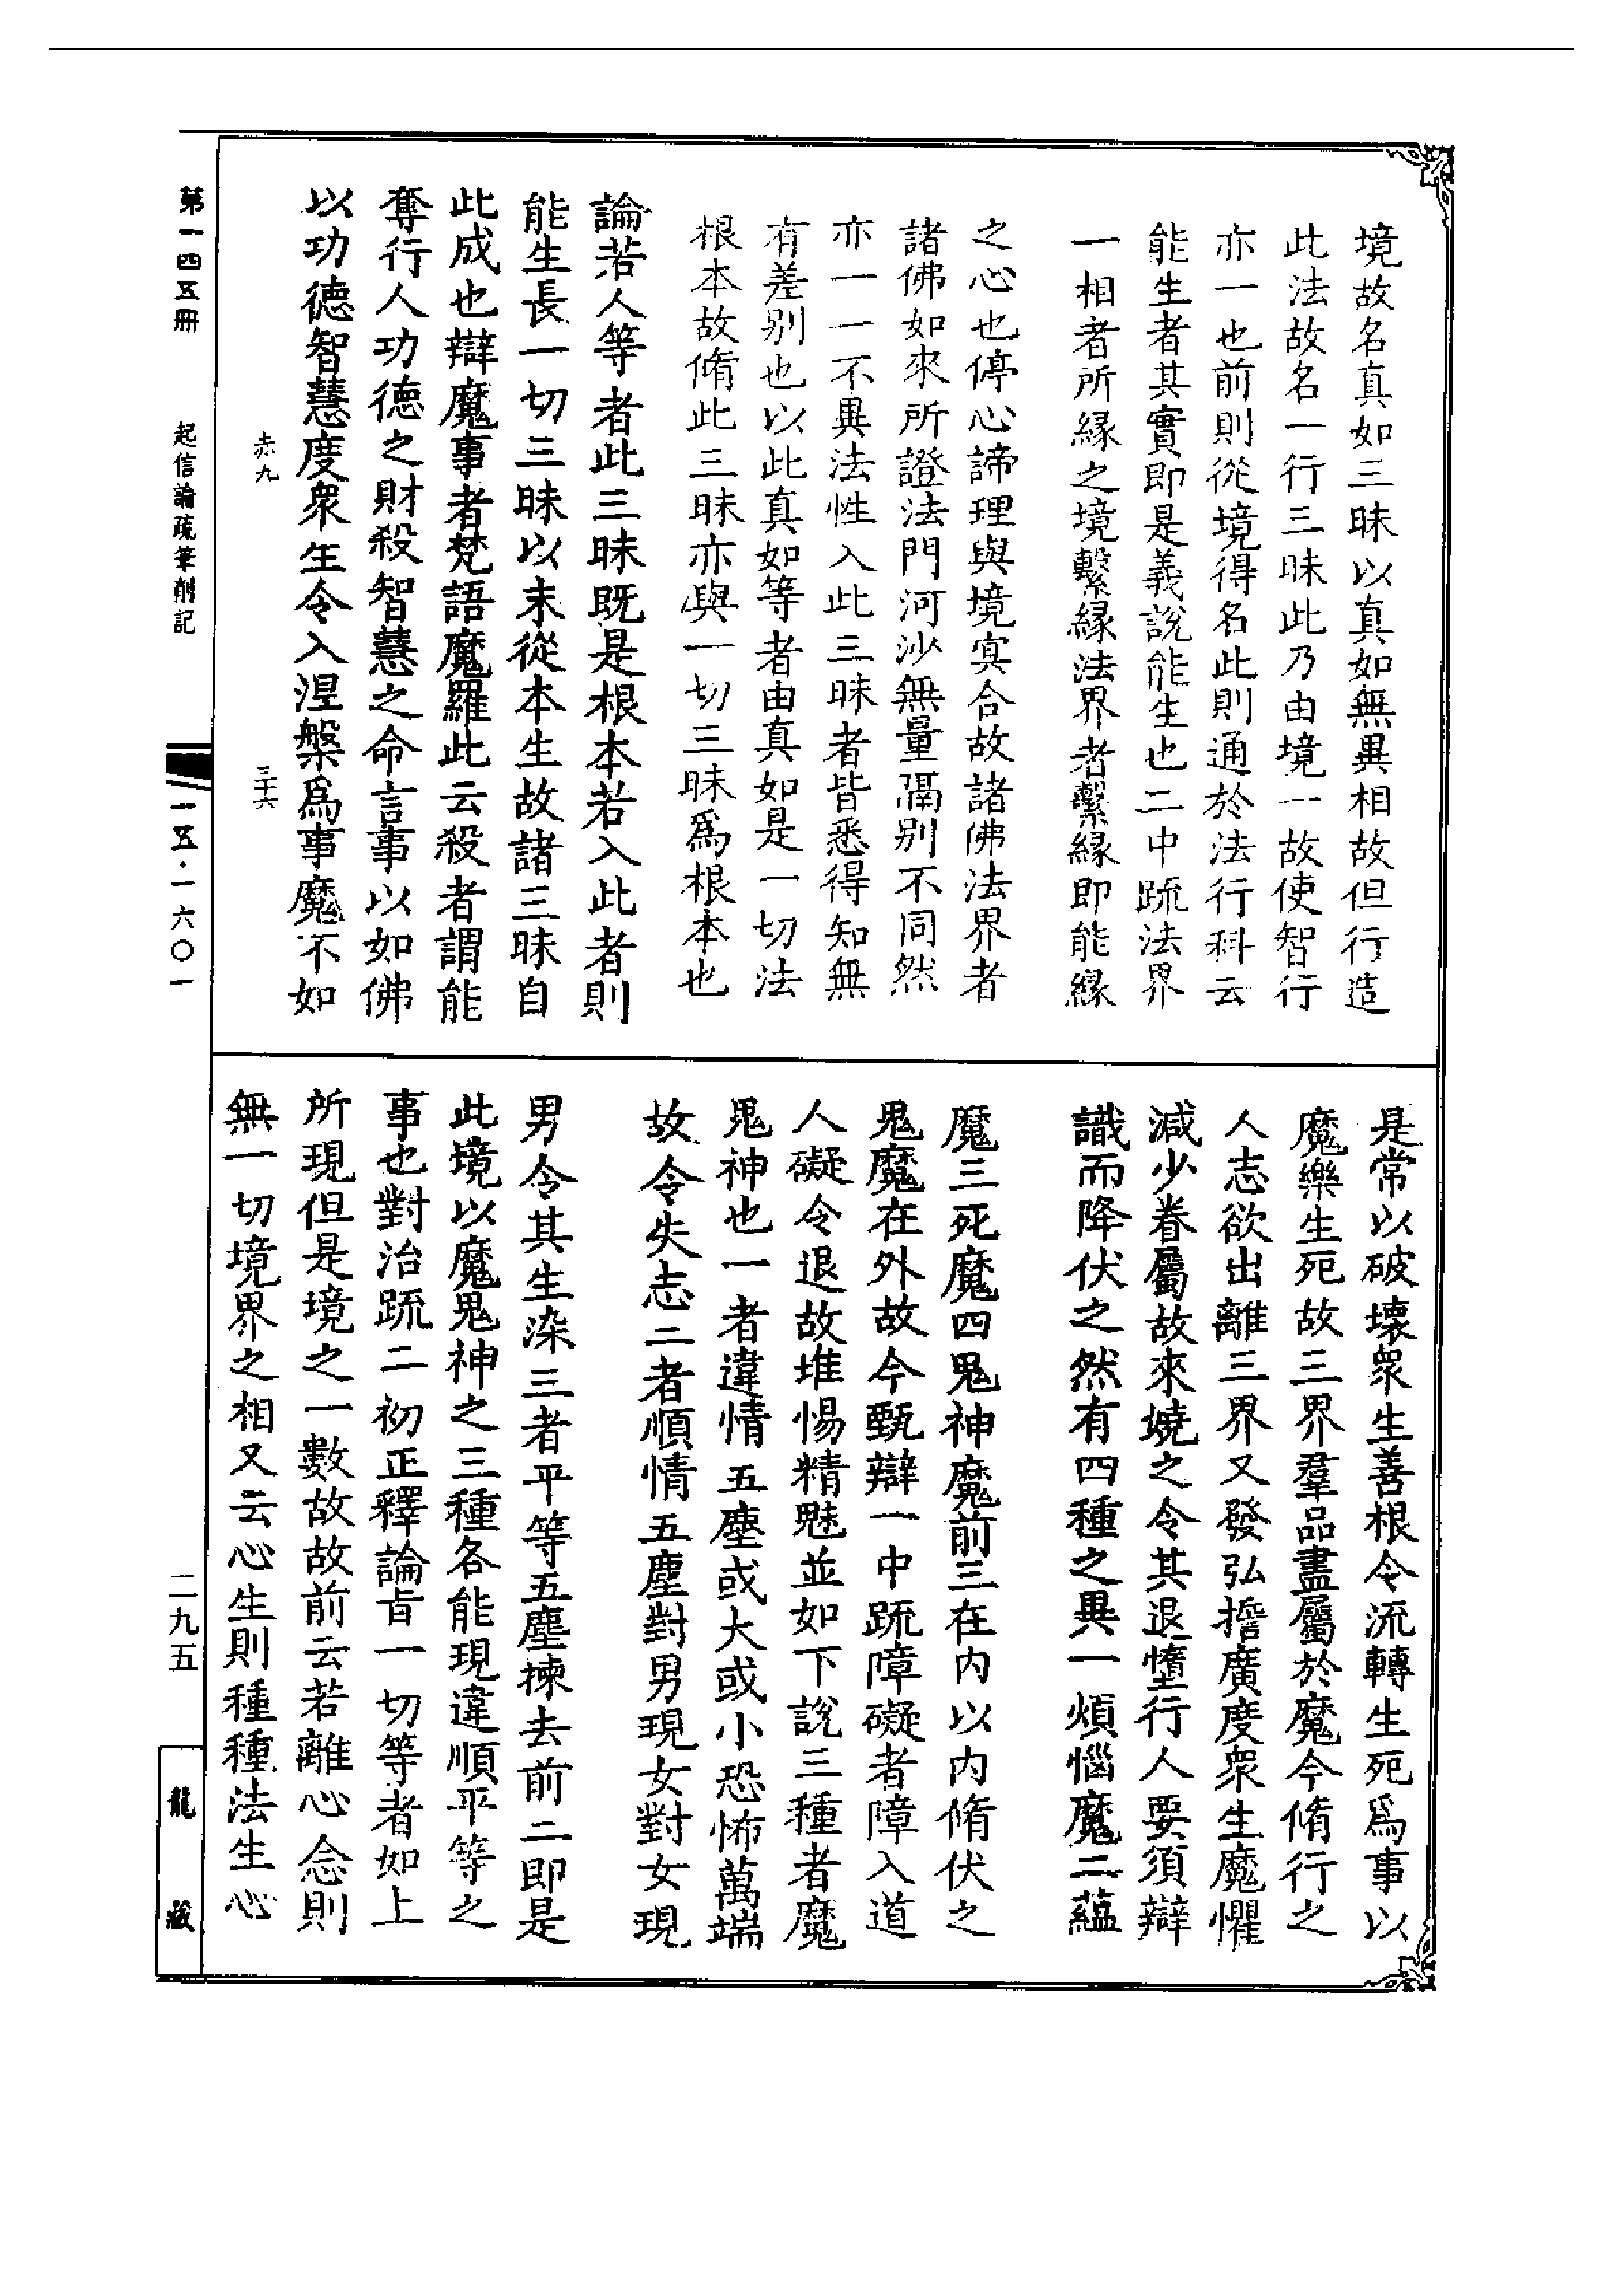 境故名真如三昧以真如無異相故但行造
此法故名一行三昧此乃由境一故使智行
亦一也前則從境得名此則通於法行科云
能生者其實即是義說能生也二中䟽法界
一相者所緣之境繫緣法界者繫緣即能緣
之心也停心諦理與境㝠合故諸佛法界者
諸佛如來所證法門河沙無量隔別不同然
亦一一不異法性入此三昧者皆悉得知無
有差別也以此真如等者由真如是一切法
根本故脩此三昧亦與一切三昧爲根本也
論若人等者此三昧既是根本若入此者則
能生長一切三昧以末從本生故諸三昧自
此成也辯魔事者梵語魔羅此云殺者謂能
奪行人功德之財殺智慧之命言事以如佛
以功德智慧度衆生令入涅槃爲事魔不如
是常以破壞衆生善根令流轉生死爲事以
魔樂生死故三界羣品盡屬於魔今脩行之
人志欲出離三界又發弘擔廣度衆生魔懼
減少眷屬故來嬈之令其退墮行人要須辯
識而降伏之然有四種之異一煩惱魔二蘊
魔三死魔四鬼神魔前三在內以內脩伏之
鬼魔在外故今甄辯一中䟽障礙者障入道
人礙令退故堆惕精魅並如下說三種者魔
鬼神也一者違情五塵或大或小恐怖萬端
故令失志二者順情五塵對男現女對女現
男令其生染三者平等五塵揀去前二即是
此境以魔鬼神之三種各能現違順平等之
事也對治䟽二初正釋論旨一切等者如上
所現但是境之一數故故前云若離心念則
無一切境界之相又云心生則種種法生心
第一四五冊
起信論疏筆削記
赤九
三十六
一五·一六〇一
二九五
龍藏